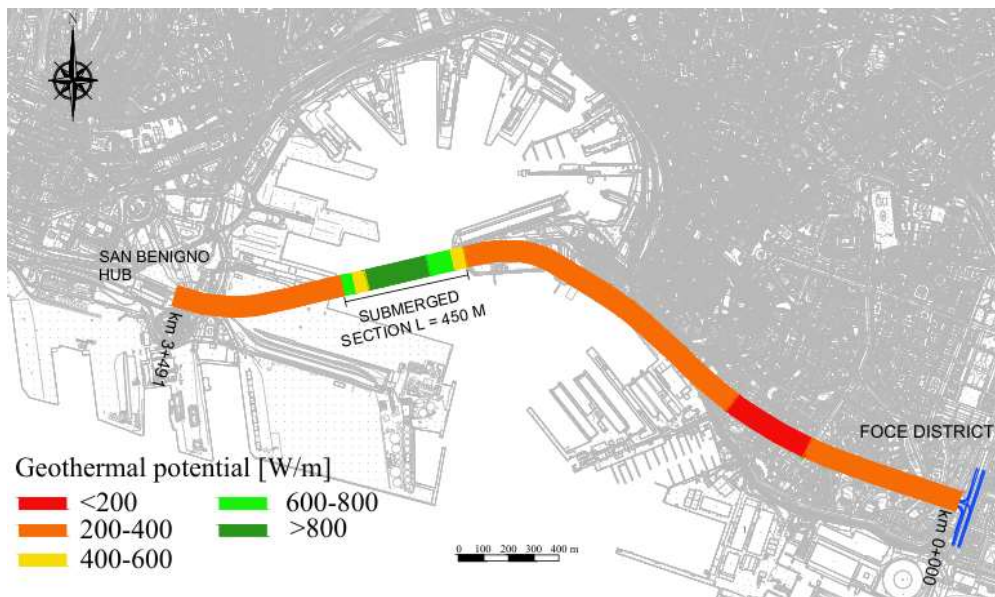 N
SAN BENIGNO
HUB
km 3+491
SUBMERGED
SECTION L = 450 M
FOCE DISTRICT
km 0+000
Geothermal potential [W/m]
<200
200-400
400-600
600-800
>800
0 100 200 300 400 m